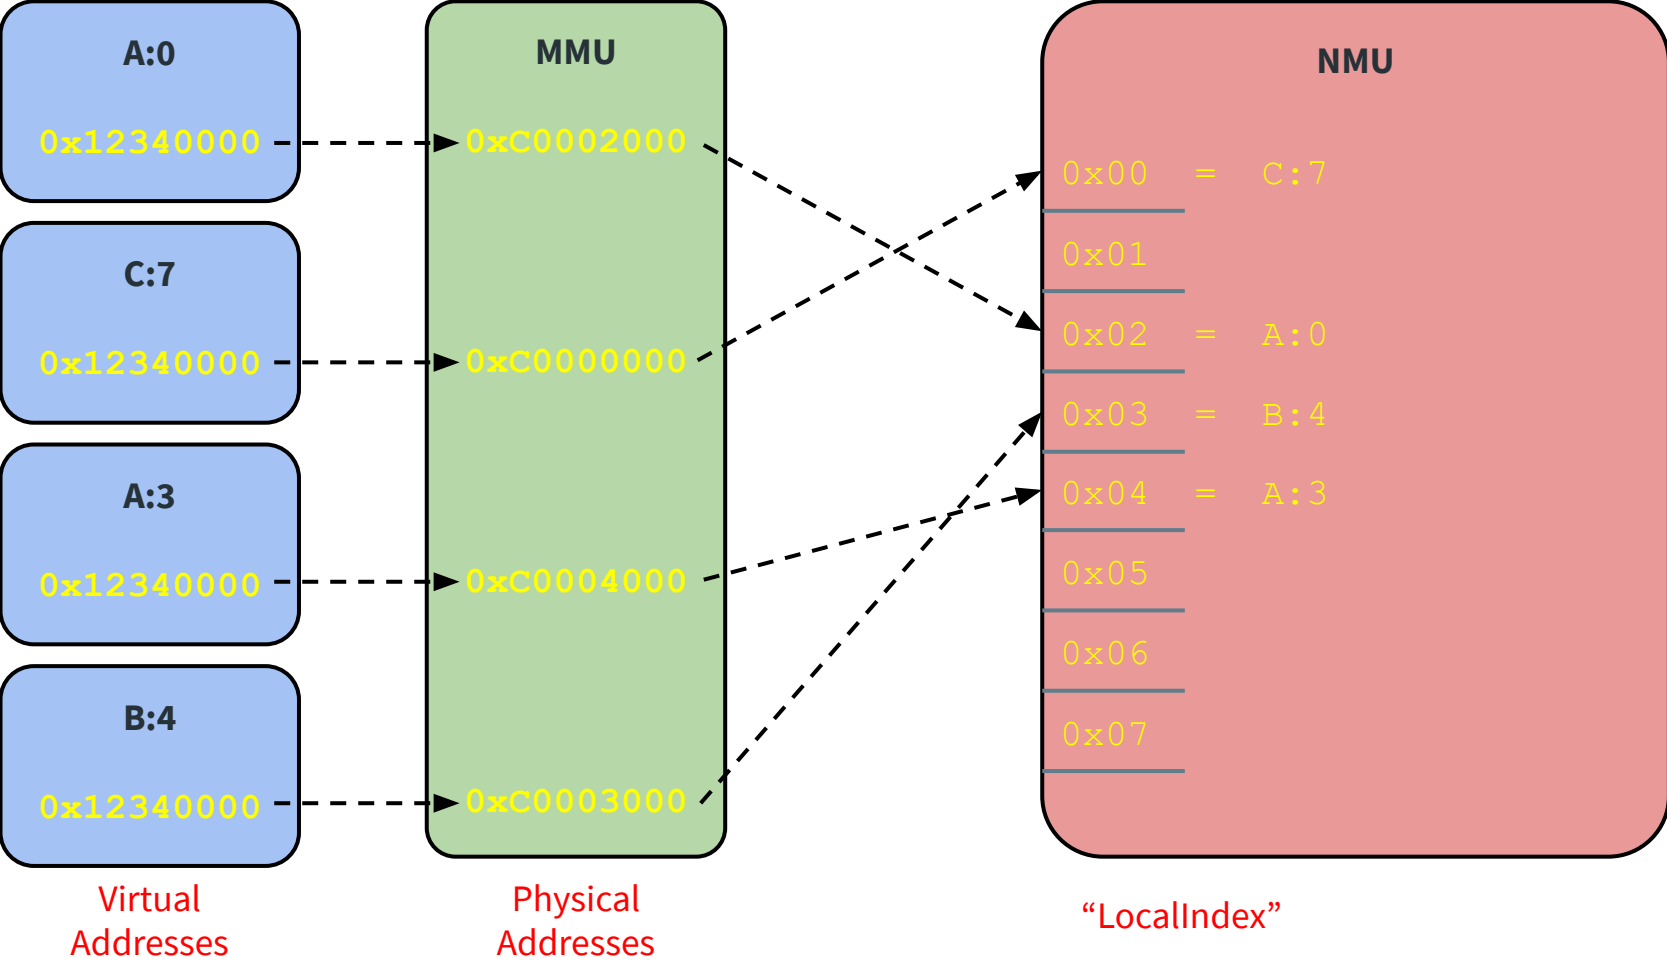 A:0
0x12340000
C:7
0x12340000
A:3
0x12340000
B:4
0x12340000
Virtual
Addresses
MMU
0xC0002000
0xC0000000
0xC0004000
0xC0003000
Physical
Addresses
NMU
0x00 = C:7
0x01
0x02 = A:0
0x03 = B:4
0x04 = A:3
0x05
0x06
0x07
“LocalIndex”